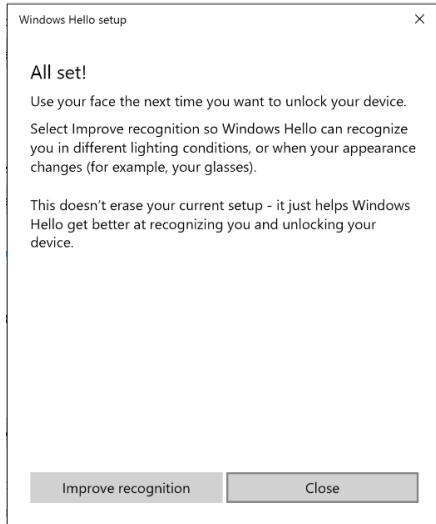 Windows Hello setup
All set!
Use your face the next time you want to unlock your device.
Select Improve recognition so Windows Hello can recognize
you in different lighting conditions, or when your appearance
changes (for example, your glasses).
This doesn't erase your current setup - it just helps Windows
Hello get better at recognizing you and unlocking your
device.
Improve recognition
Close